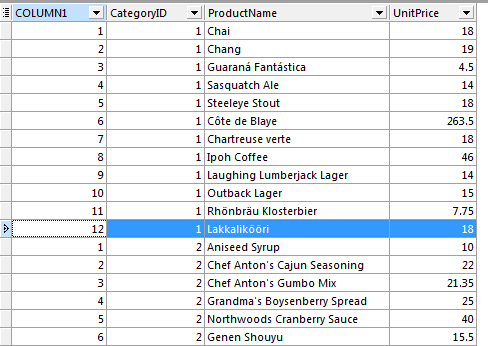 COLUMN1 CategoryID ProductName UnitPrice
1 1 Chai 18
2 1 Chang 19
3 1 Guaraná Fantástica 4.5
4 1 Sasquatch Ale 14
5 1 Steeleye Stout 18
6 1 Côte de Blaye 263.5
7 1 Chartreuse verte 18
8 1 Ipoh Coffee 46
9 1 Laughing Lumberjack Lager 14
10 1 Outback Lager 15
11 1 Rhönbräu Klosterbier 7.75
12 1 Lakkalikööri 18
1 2 Aniseed Syrup 10
2 2 Chef Anton's Cajun Seasoning 22
3 2 Chef Anton's Gumbo Mix 21.35
4 2 Grandma's Boysenberry Spread 25
5 2 Northwoods Cranberry Sauce 40
6 2 Genen Shouyu 15.5